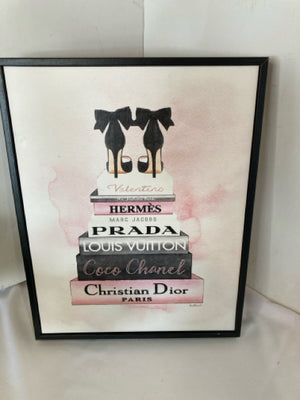 Valentino
HERMÈS
MARC JACOBS
PRADA
LOUIS VUITTON
Coco Chanel
Christian Dior
PARIS